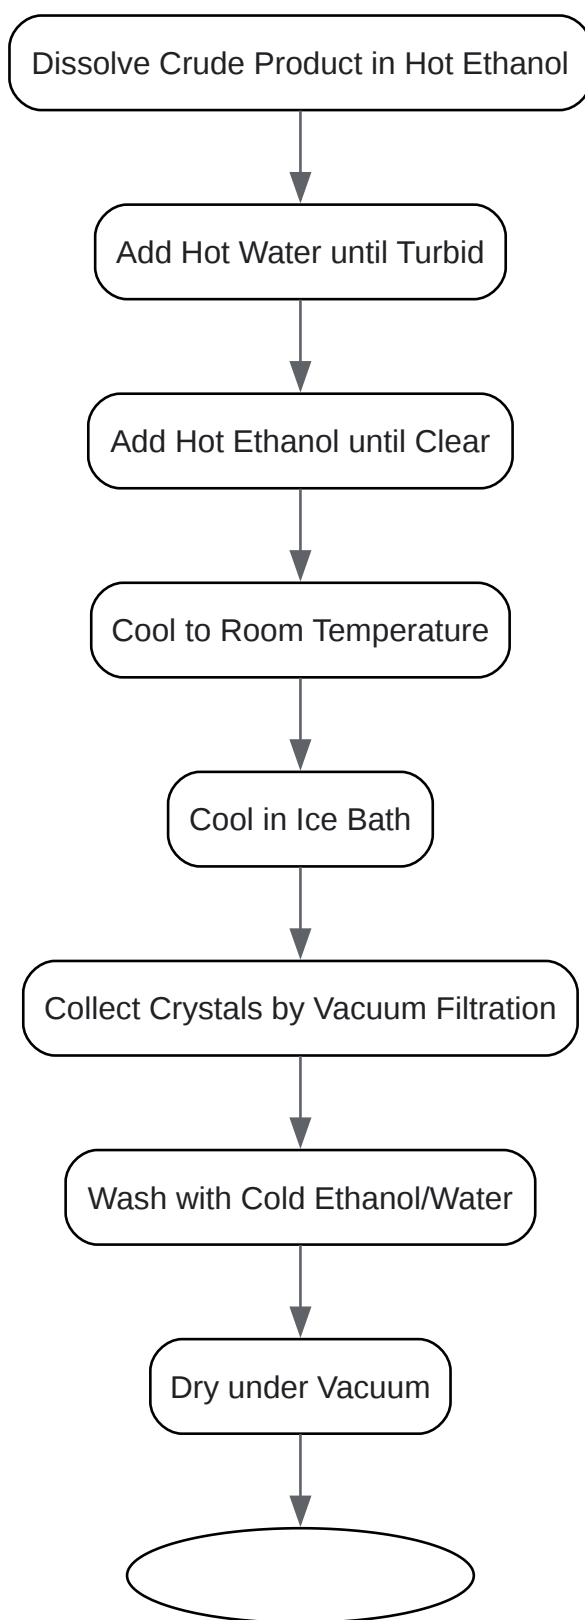 Dissolve Crude Product in Hot Ethanol
Add Hot Water until Turbid
Add Hot Ethanol until Clear
Cool to Room Temperature
Cool in Ice Bath
Collect Crystals by Vacuum Filtration
Wash with Cold Ethanol/Water
Dry under Vacuum